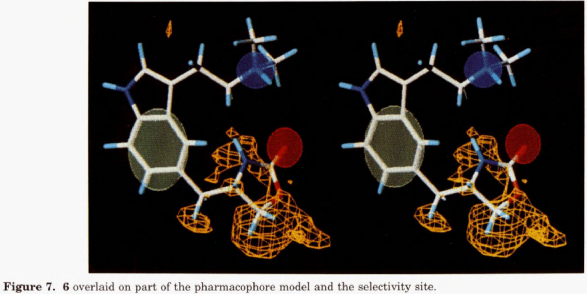 Figure 7. 6 overlaid on part of the pharmacophore model and the selectivity site.